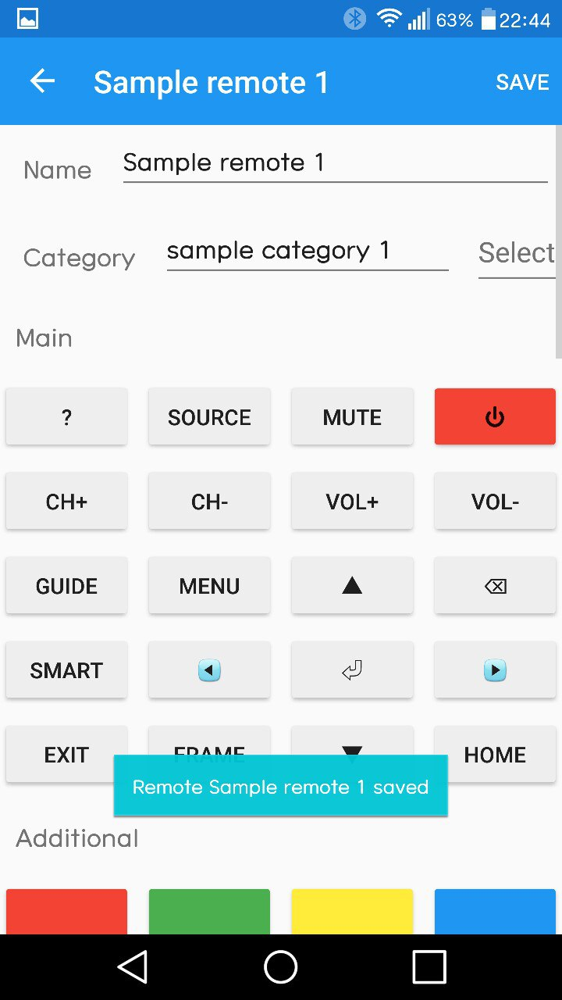 63% 22:44
Sample remote 1 SAVE
Name Sample remote 1
Category sample category 1 Select
Main
? SOURCE MUTE
CH+ CH- VOL+ VOL-
GUIDE MENU
SMART
EXIT FRAME HOME
Remote Sample remote 1 saved
Additional